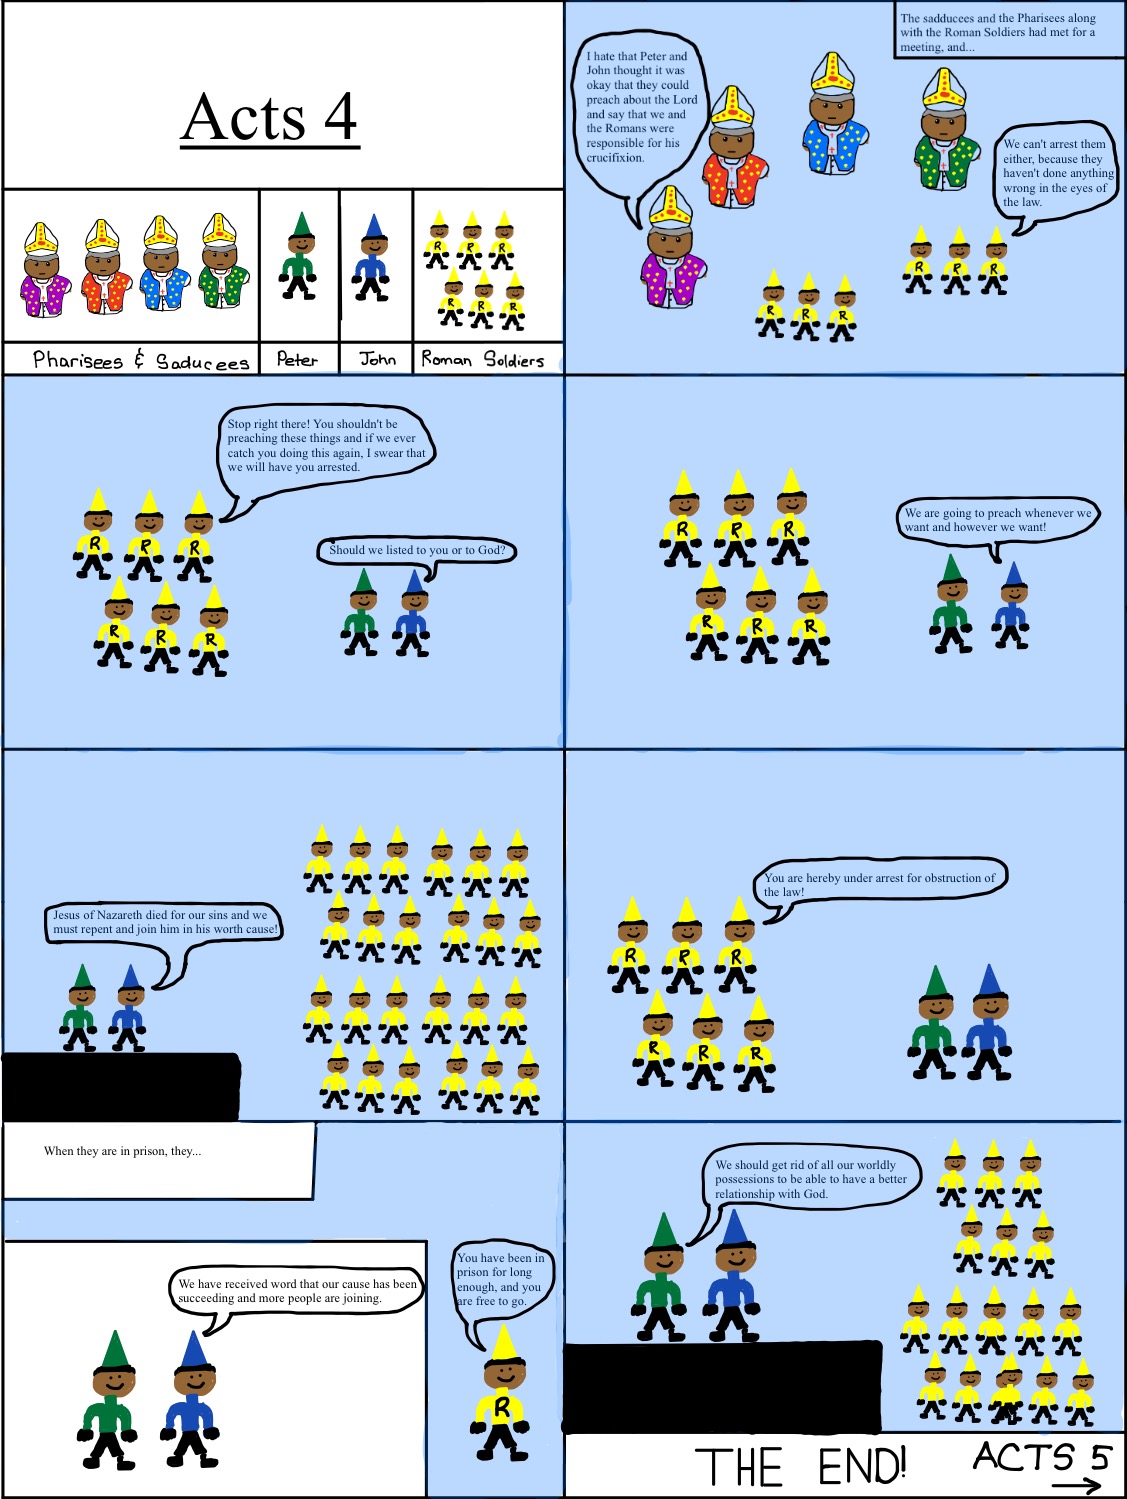 Acts 4
Pharisees & Saducees
Peter
John
Roman Soldiers
R R R
R R R
The sadducees and the Pharisees along
with the Roman Soldiers had met for a
meeting, and...
I hate that Peter and
John thought it was
okay that they could
preach about the Lord
and say that we and
the Romans were
responsible for his
crucifixion.
We can't arrest them
either, because they
haven't done anything
wrong in the eyes of
the law.
R R R
R R R
Stop right there! You shouldn't be
preaching these things and if we ever
catch you doing this again, I swear that
we will have you arrested.
Should we listed to you or to God?
R R R
R R R
We are going to preach whenever we
want and however we want!
R R R
R R R
Jesus of Nazareth died for our sins and we
must repent and join him in his worth cause!
You are hereby under arrest for obstruction of
the law!
R R R
R R R
When they are in prison, they...
We have received word that our cause has been
succeeding and more people are joining.
You have been in
prison for long
enough, and you
are free to go.
R
We should get rid of all our worldly
possessions to be able to have a better
relationship with God.
THE END!
ACTS 5